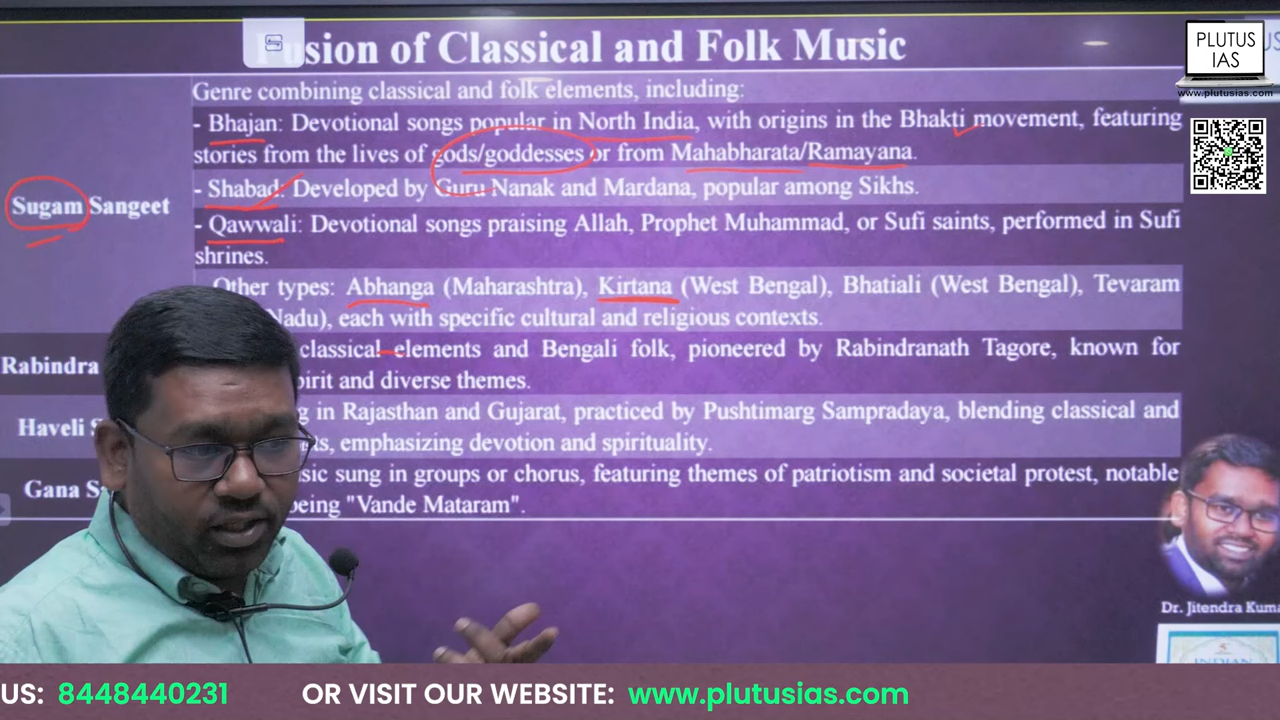 usion of Classical and Folk Music
PLUTUS
IAS
www.plutusias.com
US
Genre combining classical and folk elements, including:
- Bhajan: Devotional songs popular in North India, with origins in the Bhakti movement, featuring
stories from the lives of gods/goddesses or from Mahabharata/Ramayana.
- Shabad: Developed by Guru Nanak and Mardana, popular among Sikhs.
Sugam Sangeet
- Qawwali: Devotional songs praising Allah, Prophet Muhammad, or Sufi saints, performed in Sufi
shrines.
Other types: Abhanga (Maharashtra), Kirtana (West Bengal), Bhatiali (West Bengal), Tevaram
Nadu), each with specific cultural and religious contexts.
Rabindra
classical elements and Bengali folk, pioneered by Rabindranath Tagore, known for
pirit and diverse themes.
Haveli S
g in Rajasthan and Gujarat, practiced by Pushtimarg Sampradaya, blending classical and
ts, emphasizing devotion and spirituality.
Gana S
sic sung in groups or chorus, featuring themes of patriotism and societal protest, notable
being "Vande Mataram".
Dr. Jitendra Kuma
INDIAN
US: 8448440231 OR VISIT OUR WEBSITE: www.plutusias.com